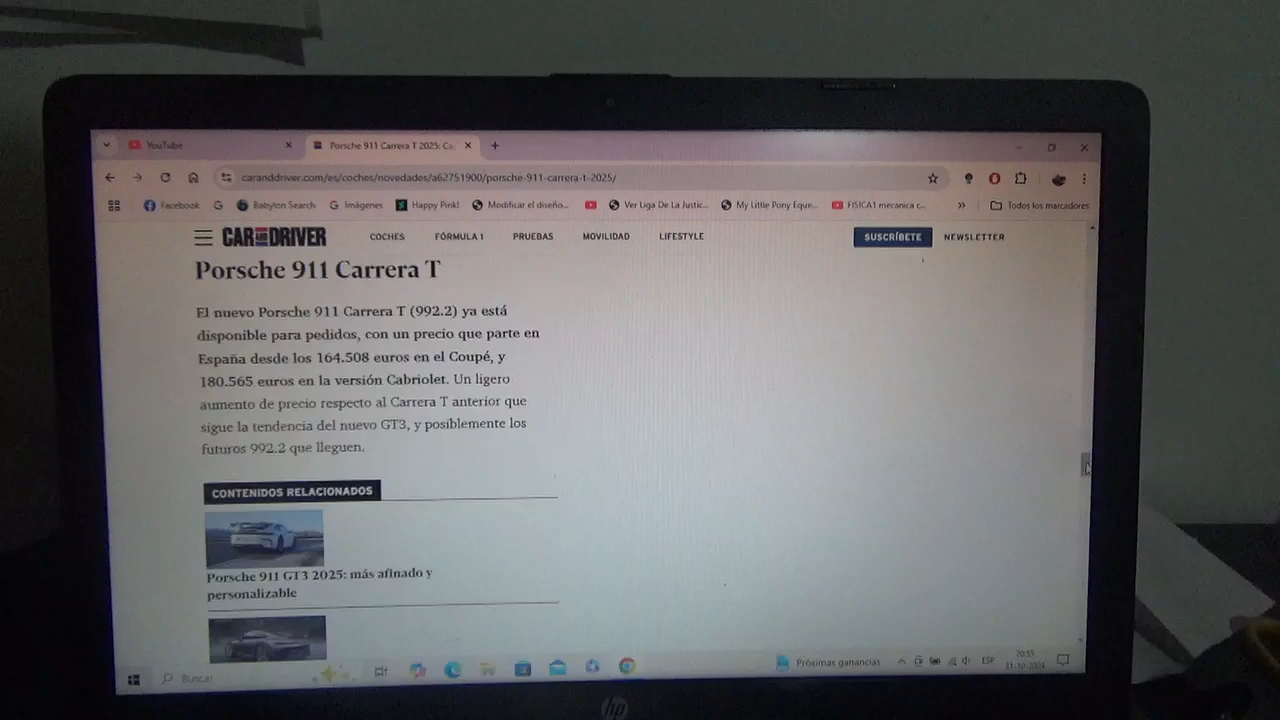 YouTube
Porsche 911 Carrera T 2025: Ca
caranddriver.com/es/coches/novedades/a62751900/porsche-911-carrera-t-2025/
Facebook
Babylon Search
Imágenes
Happy Pink!
Modificar el diseño...
Ver Liga De La Justic...
My Little Pony Eque...
FISICA1 mecanica c...
»
Todos los marcadores
CAR AND DRIVER
COCHES
FÓRMULA 1
PRUEBAS
MOVILIDAD
LIFESTYLE
SUSCRÍBETE
NEWSLETTER
Porsche 911 Carrera T
El nuevo Porsche 911 Carrera T (992.2) ya está
disponible para pedidos, con un precio que parte en
España desde los 164.508 euros en el Coupé, y
180.565 euros en la versión Cabriolet. Un ligero
aumento de precio respecto al Carrera T anterior que
sigue la tendencia del nuevo GT3, y posiblemente los
futuros 992.2 que lleguen.
CONTENIDOS RELACIONADOS
Porsche 911 GT3 2025: más afinado y
personalizable
Buscar
Próximas ganancias
ESP
20:55
31-10-2024
hp